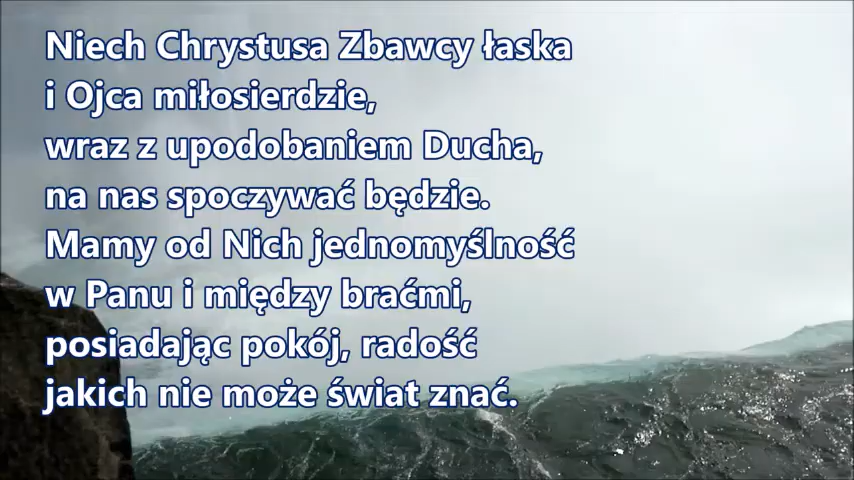 Niech Chrystusa Zbawcy łaska
i Ojca miłosierdzie,
wraz z upodobaniem Ducha,
na nas spoczywać będzie.
Mamy od Nich jednomyślność
w Panu i między braćmi,
posiadając pokój, radość
jakich nie może świat znać.